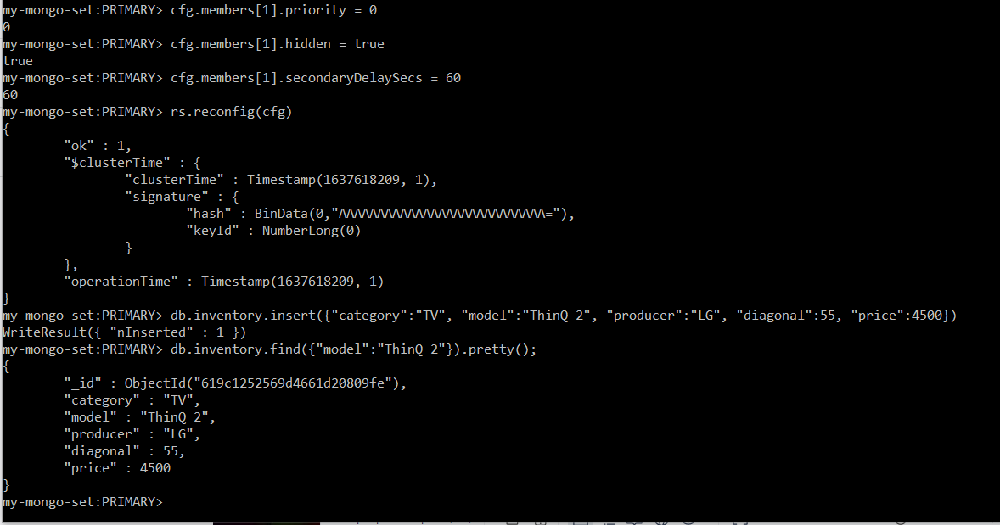 my-mongo-set:PRIMARY> cfg.members[1].priority = 0
0
my-mongo-set:PRIMARY> cfg.members[1].hidden = true
true
my-mongo-set:PRIMARY> cfg.members[1].secondaryDelaySecs = 60
60
my-mongo-set:PRIMARY> rs.reconfig(cfg)
{
        "ok" : 1,
        "$clusterTime" : {
                "clusterTime" : Timestamp(1637618209, 1),
                "signature" : {
                        "hash" : BinData(0,"AAAAAAAAAAAAAAAAAAAAAAAAAAA="),
                        "keyId" : NumberLong(0)
                }
        },
        "operationTime" : Timestamp(1637618209, 1)
}
my-mongo-set:PRIMARY> db.inventory.insert({"category":"TV", "model":"ThinQ 2", "producer":"LG", "diagonal":55, "price":4500})
WriteResult({ "nInserted" : 1 })
my-mongo-set:PRIMARY> db.inventory.find({"model":"ThinQ 2"}).pretty();
{
        "_id" : ObjectId("619c1252569d4661d20809fe"),
        "category" : "TV",
        "model" : "ThinQ 2",
        "producer" : "LG",
        "diagonal" : 55,
        "price" : 4500
}
my-mongo-set:PRIMARY>